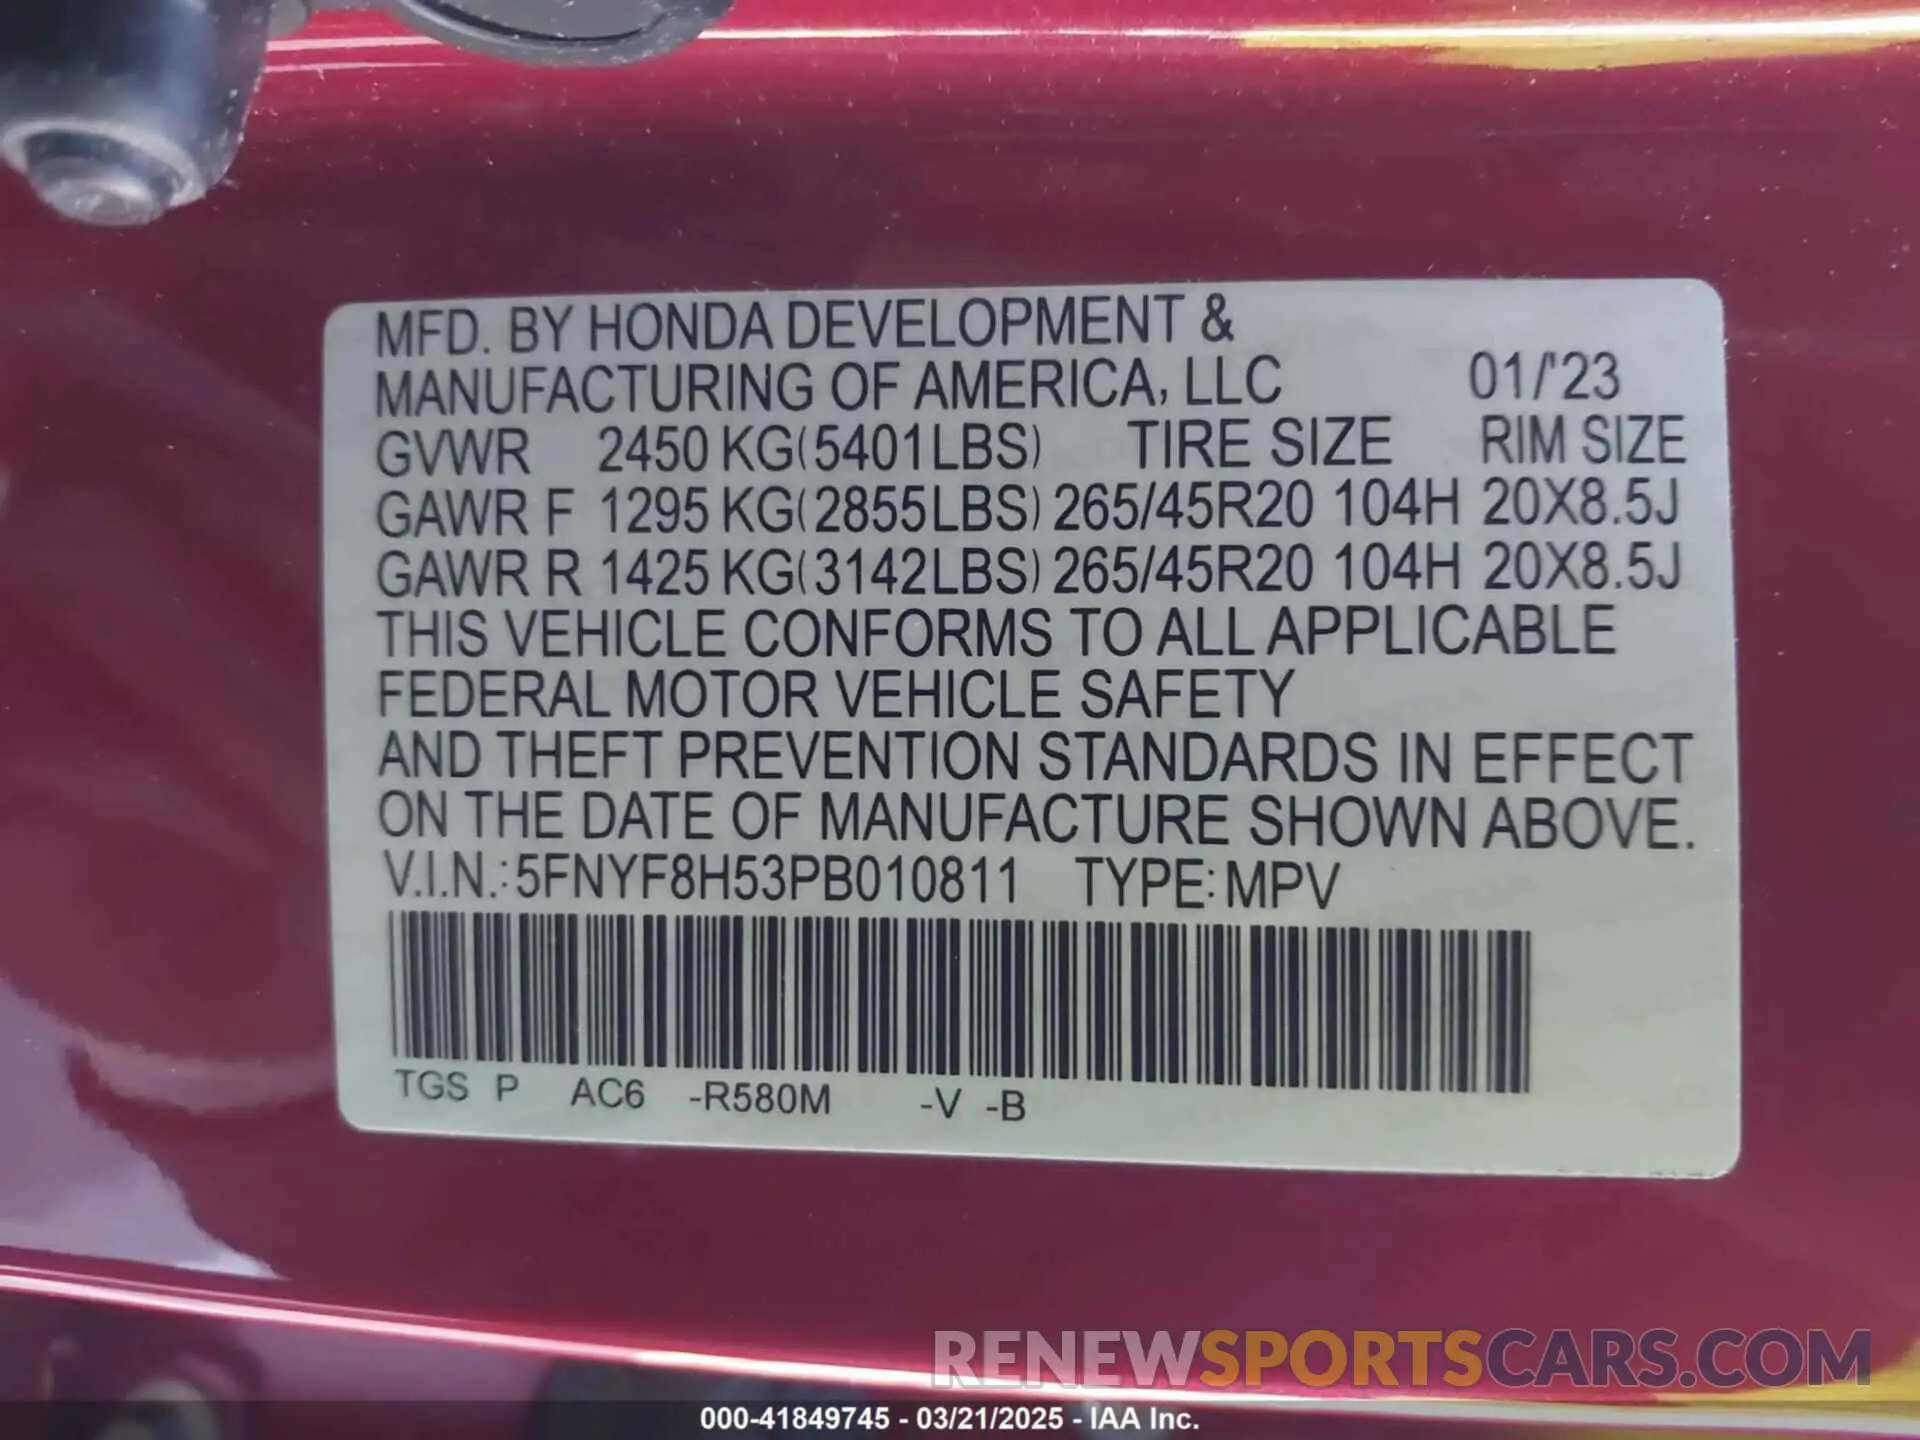 MFD. BY HONDA DEVELOPMENT &
MANUFACTURING OF AMERICA, LLC 01/'23
GVWR 2450 KG(5401LBS) TIRE SIZE RIM SIZE
GAWR F 1295 KG(2855LBS) 265/45R20 104H 20X8.5J
GAWR R 1425 KG(3142LBS) 265/45R20 104H 20X8.5J
THIS VEHICLE CONFORMS TO ALL APPLICABLE
FEDERAL MOTOR VEHICLE SAFETY
AND THEFT PREVENTION STANDARDS IN EFFECT
ON THE DATE OF MANUFACTURE SHOWN ABOVE.
V.I.N.: 5FNYF8H53PB010811 TYPE: MPV
TGS P AC6 -R580M -V -B
RENEWSPORTSCARS.COM
000-41849745 - 03/21/2025 - IAA Inc.